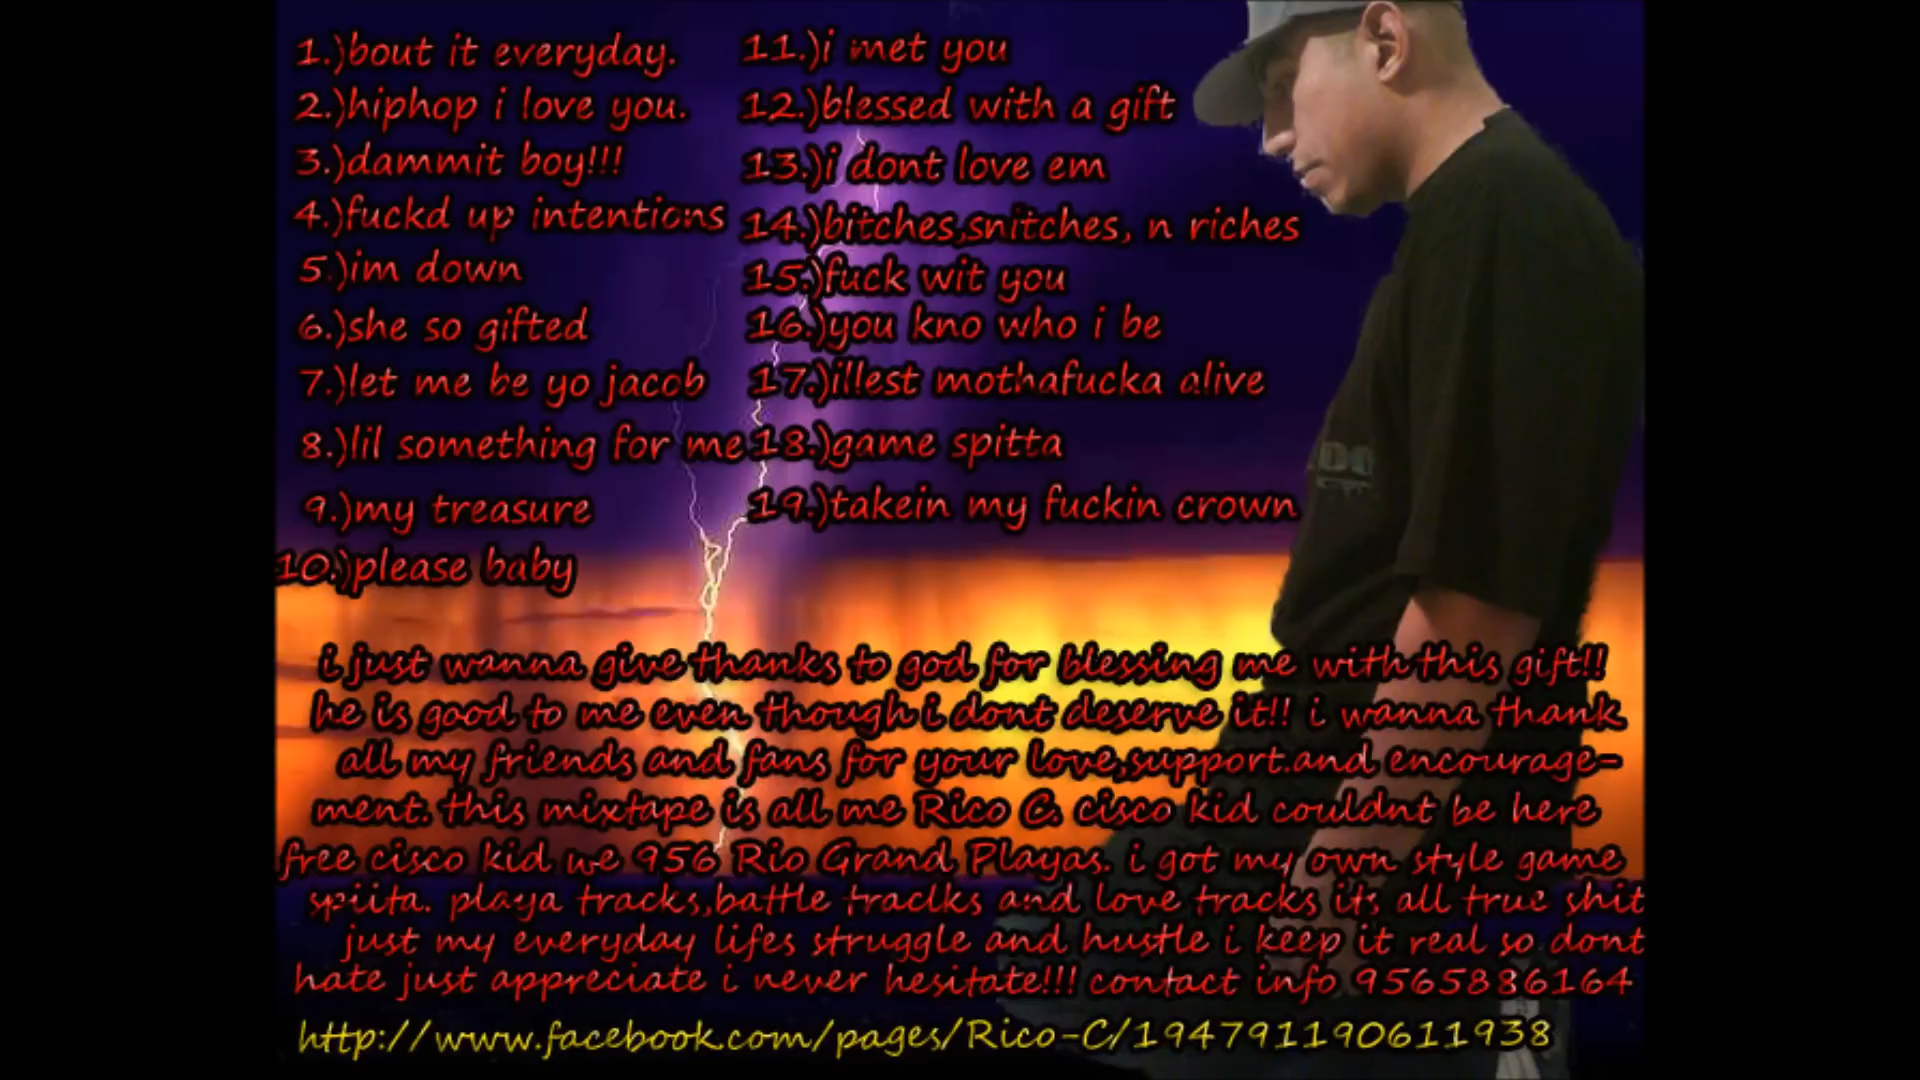 1.)bout it everyday.
2.)hiphop i love you.
3.)dammit boy!!!
4.)fuckd up intentions
5.)im down
6.)she so gifted
7.)let me be yo jacob
8.)lil something for me
9.)my treasure
10.)please baby
11.)i met you
12.)blessed with a gift
13.)i dont love em
14.)bitches,snitches, n riches
15.)fuck wit you
16.)you kno who i be
17.)illest mothafucka alive
18.)game spitta
19.)takein my fuckin crown
i just wanna give thanks to god for blessing me with this gift!!
he is good to me even though i dont deserve it!! i wanna thank
all my friends and fans for your love,support.and encourage-
ment. this mixtape is all me Rico C. cisco kid couldnt be here
free cisco kid we 956 Rio Grand Playas. i got my own style game
spiita. playa tracks,battle traclks and love tracks its all true shit
just my everyday lifes struggle and hustle i keep it real so dont
hate just appreciate i never hesitate!!! contact info 9565886164
http://www.facebook.com/pages/Rico-C/194791190611938